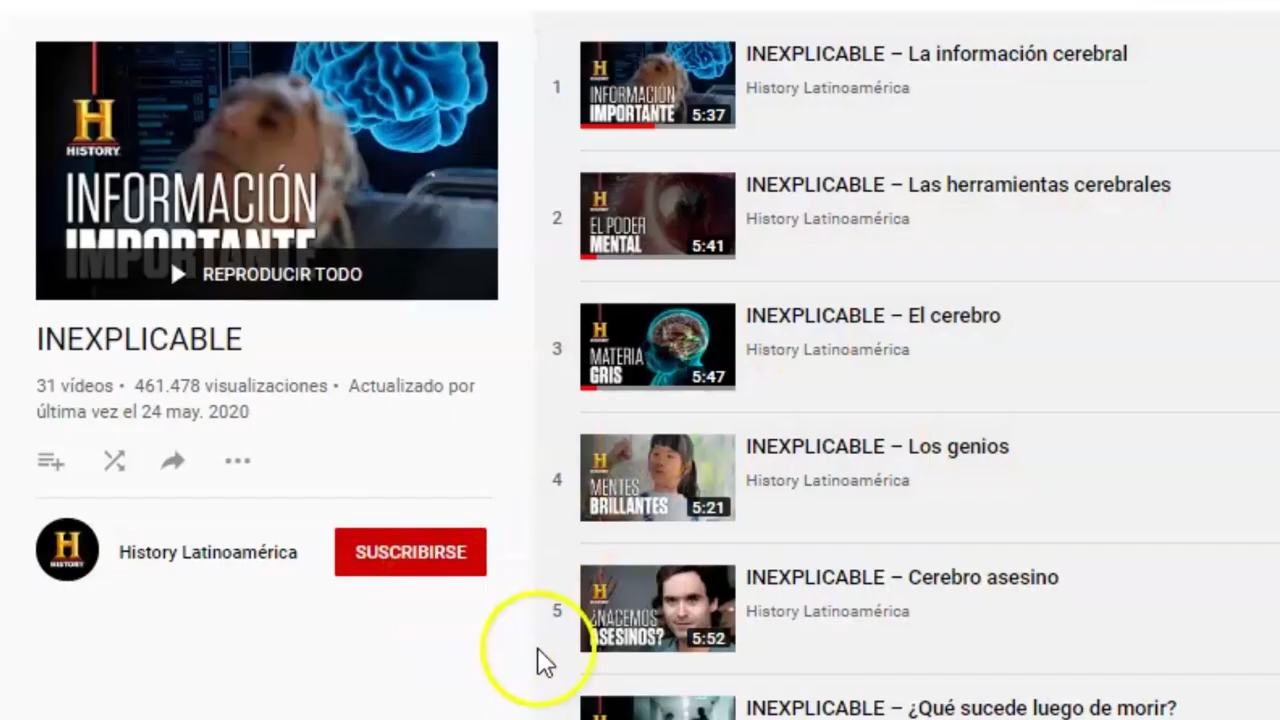 H
HISTORY
INFORMACIÓN
IMPORTANTE
REPRODUCIR TODO
INEXPLICABLE
31 vídeos • 461.478 visualizaciones • Actualizado por
última vez el 24 may. 2020
H
HISTORY
History Latinoamérica
SUSCRIBIRSE
1
H
INFORMACIÓN
IMPORTANTE
5:37
INEXPLICABLE – La información cerebral
History Latinoamérica
2
H
EL PODER
MENTAL
5:41
INEXPLICABLE – Las herramientas cerebrales
History Latinoamérica
3
H
MATERIA
GRIS
5:47
INEXPLICABLE – El cerebro
History Latinoamérica
4
H
MENTES
BRILLANTES
5:21
INEXPLICABLE – Los genios
History Latinoamérica
5
H
¿NACEMOS
ASESINOS?
5:52
INEXPLICABLE – Cerebro asesino
History Latinoamérica
INEXPLICABLE – ¿Qué sucede luego de morir?